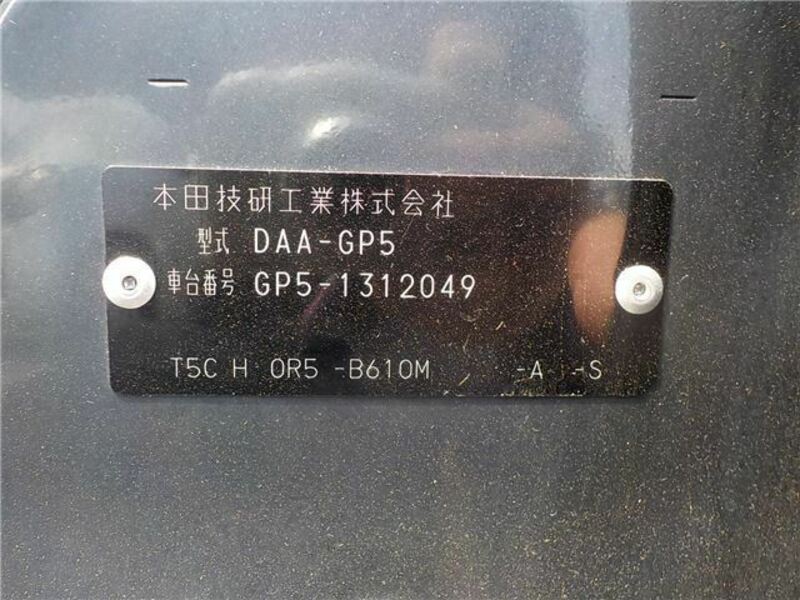 本田技研工業株式会社
型式 DAA-GP5
車台番号 GP5-1312049
T5C H 0R5 -B610M -A -S